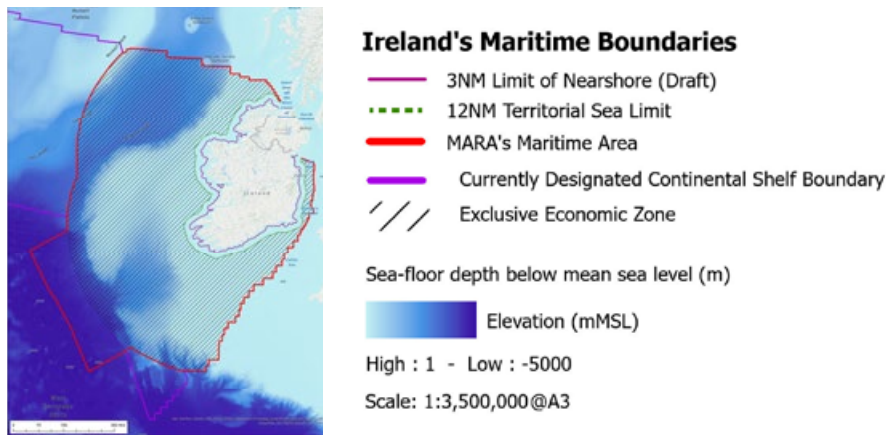 Ireland's Maritime Boundaries
3NM Limit of Nearshore (Draft)
12NM Territorial Sea Limit
MARA's Maritime Area
Currently Designated Continental Shelf Boundary
Exclusive Economic Zone
Sea-floor depth below mean sea level (m)
Elevation (mMSL)
High : 1 - Low : -5000
Scale: 1:3,500,000@A3
Ireland